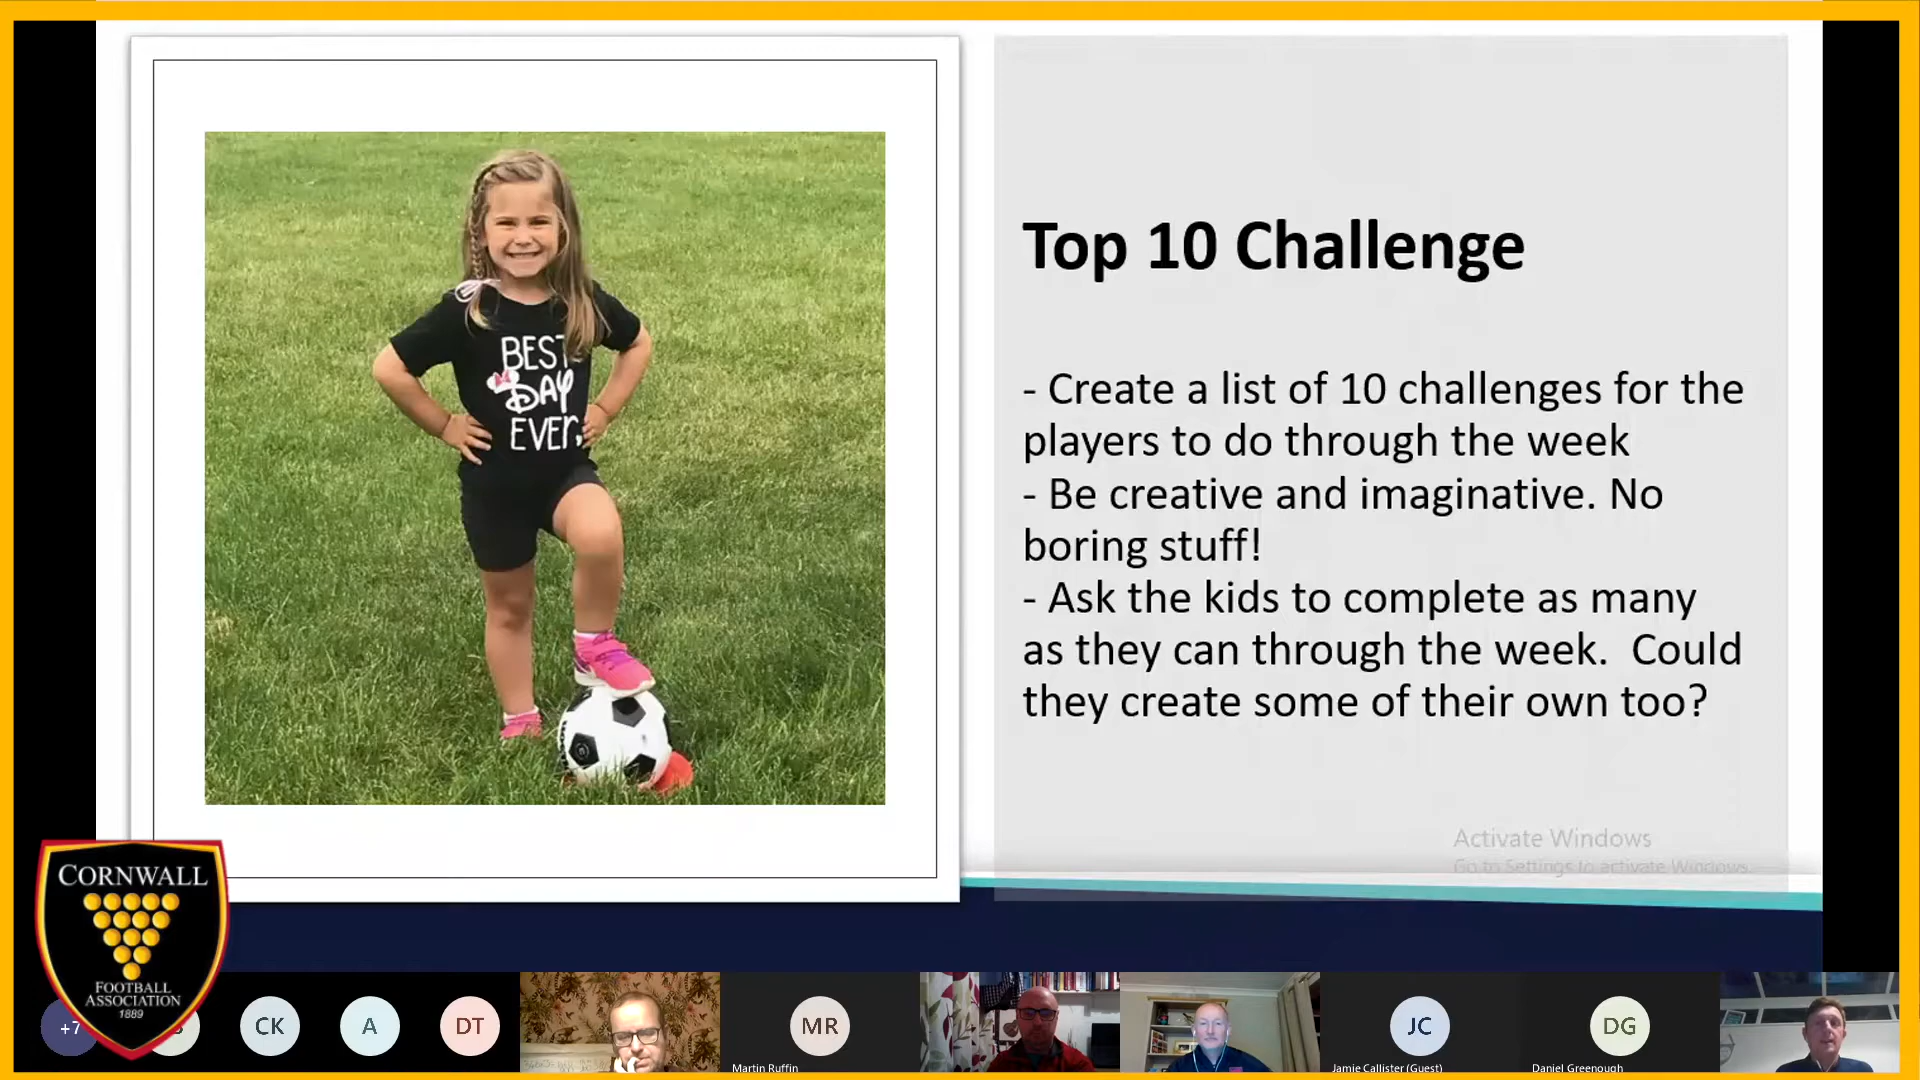 BEST
DAY
EVER
Top 10 Challenge
- Create a list of 10 challenges for the
players to do through the week
- Be creative and imaginative. No
boring stuff!
- Ask the kids to complete as many
as they can through the week.  Could
they create some of their own too?
Activate Windows
Go to Settings to activate Windows.
CORNWALL
FOOTBALL
ASSOCIATION
1889
+7
CK
A
DT
MR
Martin Ruffin
JC
Jamie Callister (Guest)
DG
Daniel Greenough